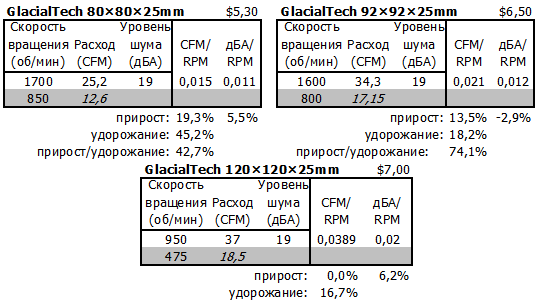 GlacialTech 80×80×25mm $5,30
Скорость вращения (об/мин) Расход (CFM) Уровень шума (дБА) CFM/RPM дБА/RPM
1700 25,2 19 0,015 0,011
850 12,6
прирост: 19,3% 5,5%
удорожание: 45,2%
прирост/удорожание: 42,7%
GlacialTech 92×92×25mm $6,50
Скорость вращения (об/мин) Расход (CFM) Уровень шума (дБА) CFM/RPM дБА/RPM
1600 34,3 19 0,021 0,012
800 17,15
прирост: 13,5% -2,9%
удорожание: 18,2%
прирост/удорожание: 74,1%
GlacialTech 120×120×25mm $7,00
Скорость вращения (об/мин) Расход (CFM) Уровень шума (дБА) CFM/RPM дБА/RPM
950 37 19 0,0389 0,02
475 18,5
прирост: 0,0% 6,2%
удорожание: 16,7%